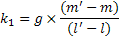 k₁ = g × (m′ − m) / (l′ − l)